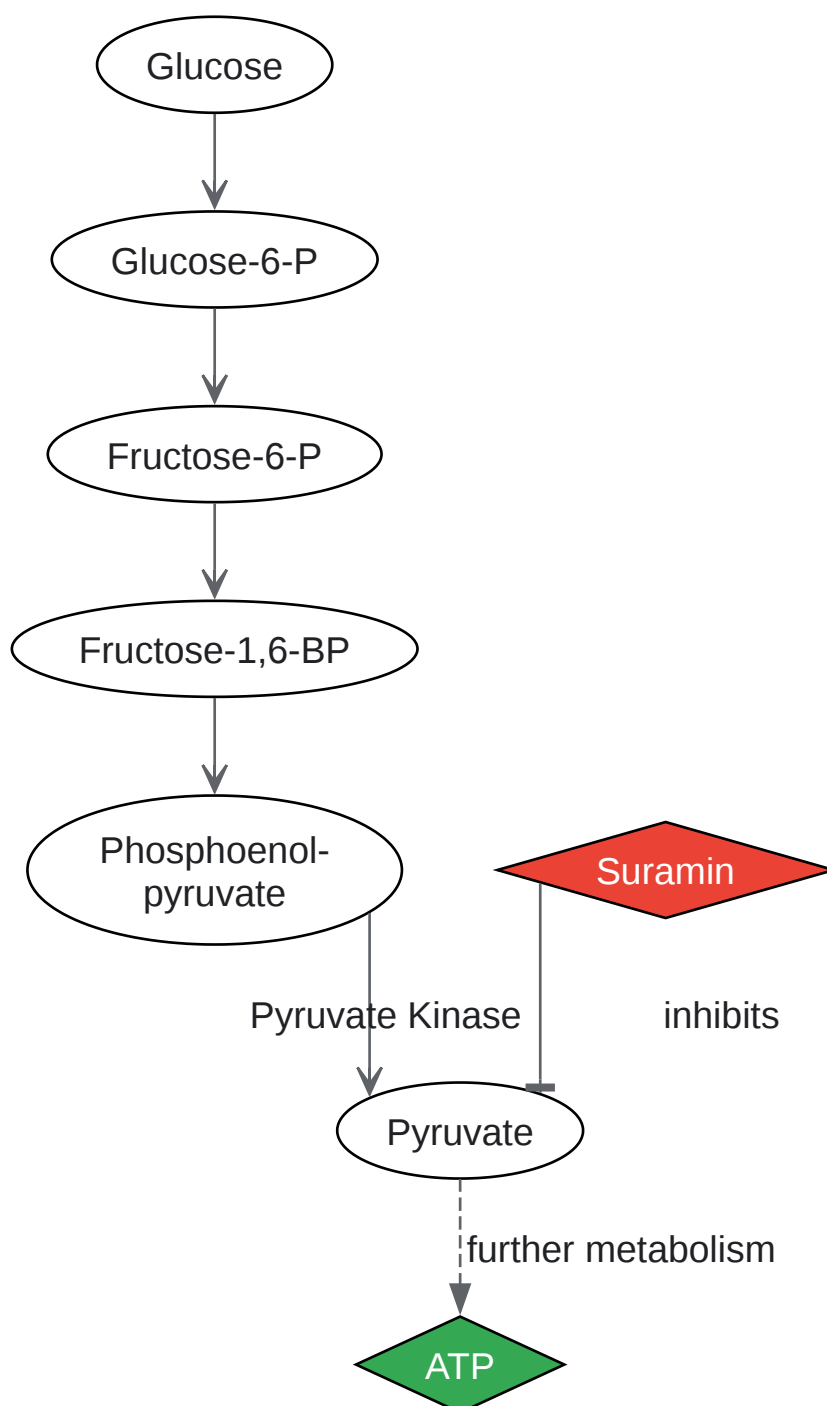 Glucose
Glucose-6-P
Fructose-6-P
Fructose-1,6-BP
Phosphoenol-
pyruvate
Suramin
Pyruvate Kinase
inhibits
Pyruvate
further metabolism
ATP